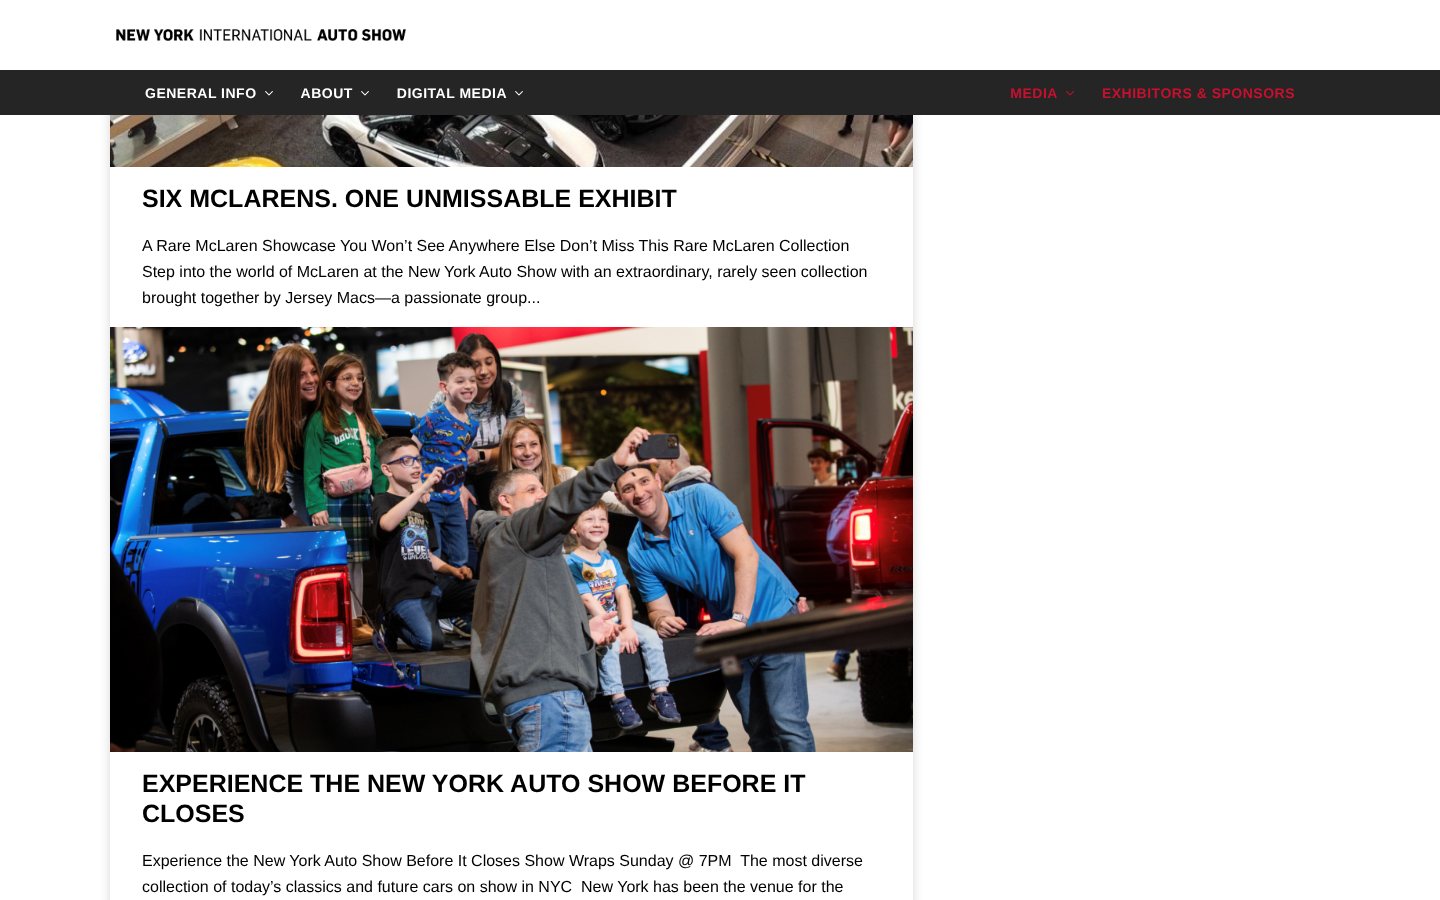 NEW YORK INTERNATIONAL AUTO SHOW
GENERAL INFO ABOUT DIGITAL MEDIA MEDIA EXHIBITORS & SPONSORS
SIX MCLARENS. ONE UNMISSABLE EXHIBIT
A Rare McLaren Showcase You Won’t See Anywhere Else Don’t Miss This Rare McLaren Collection
Step into the world of McLaren at the New York Auto Show with an extraordinary, rarely seen collection
brought together by Jersey Macs—a passionate group...
EXPERIENCE THE NEW YORK AUTO SHOW BEFORE IT
CLOSES
Experience the New York Auto Show Before It Closes Show Wraps Sunday @ 7PM  The most diverse
collection of today’s classics and future cars on show in NYC  New York has been the venue for the